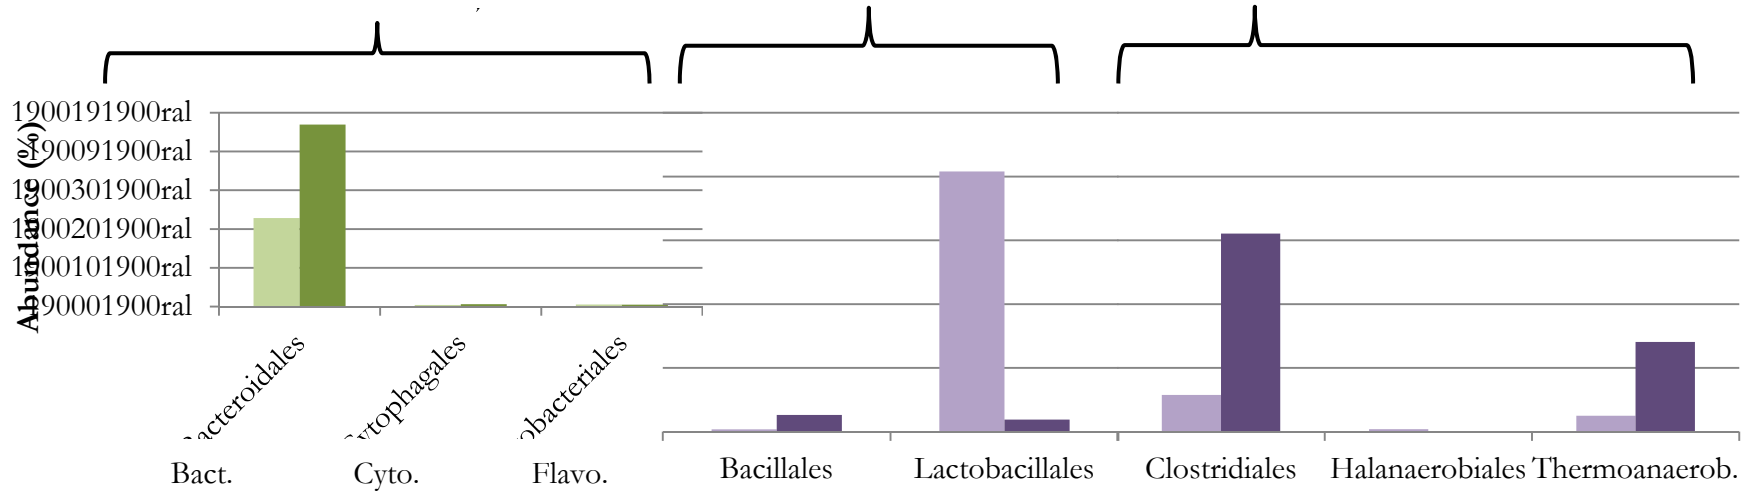 1900191900ral
190091900ral
1900301900ral
1900201900ral
1900101900ral
190001900ral
Abundance (%)
Bacteroidales
Cytophagales
obacteriales
Bact.
Cyto.
Flavo.
Bacillales
Lactobacillales
Clostridiales
Halanaerobiales
Thermoanaerob.